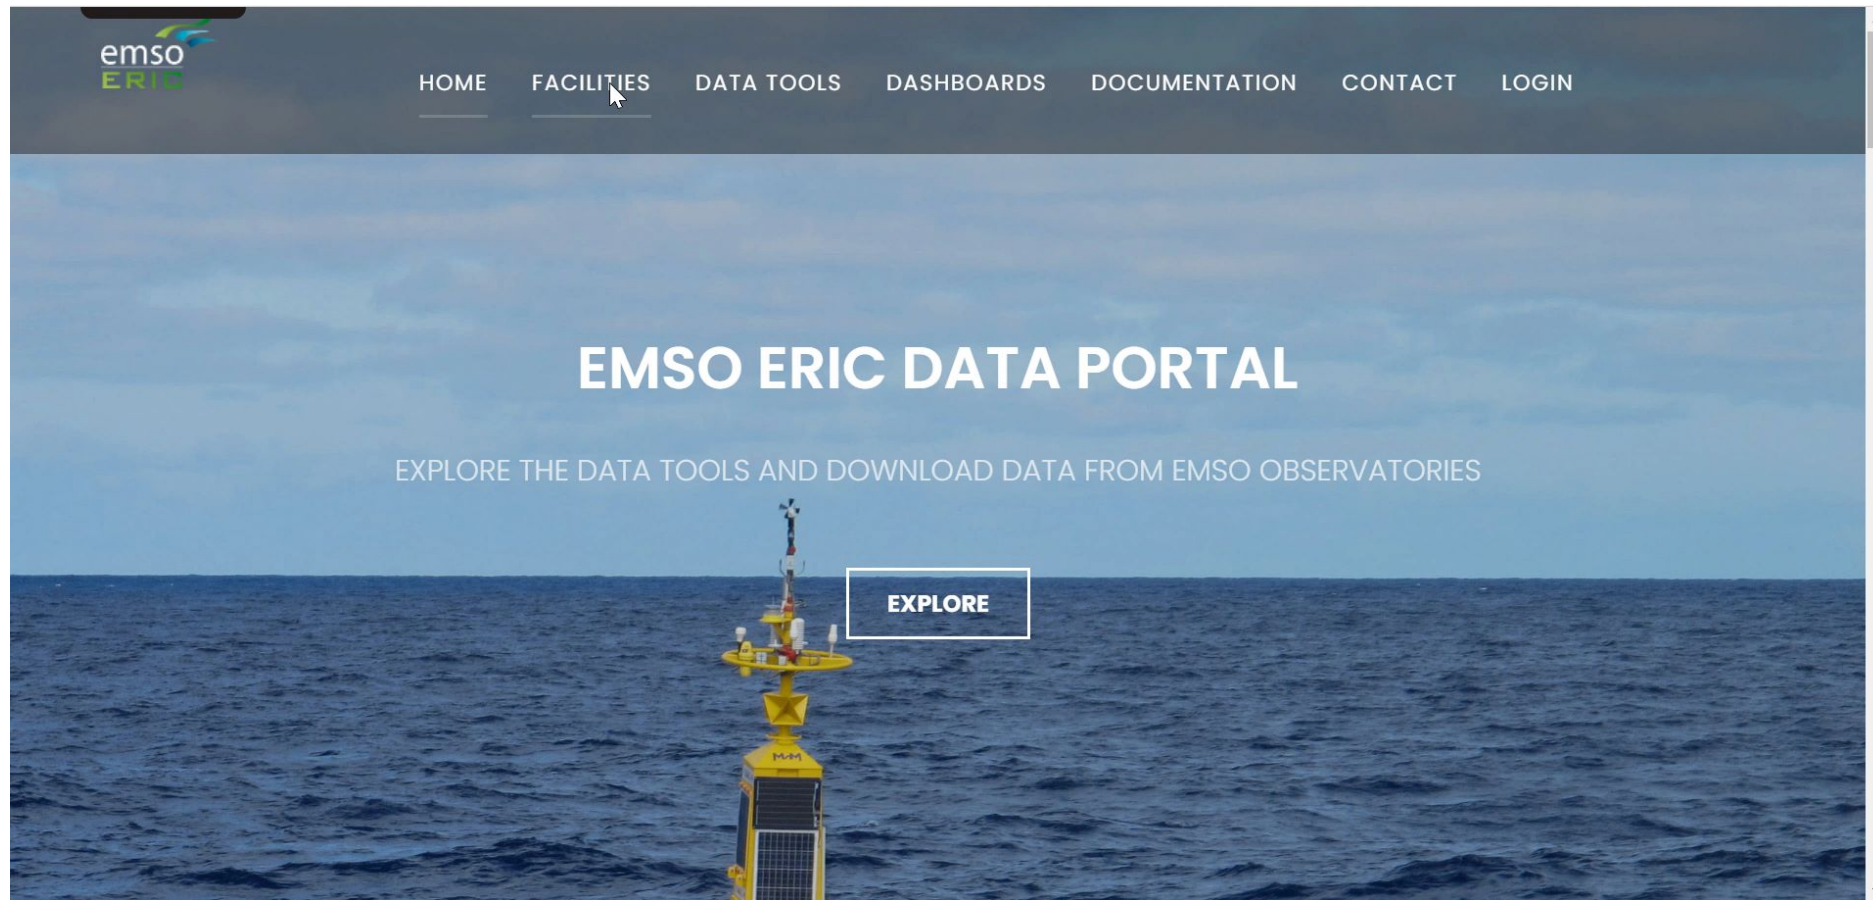 emso
ERIC
HOME FACILITIES DATA TOOLS DASHBOARDS DOCUMENTATION CONTACT LOGIN
EMSO ERIC DATA PORTAL
EXPLORE THE DATA TOOLS AND DOWNLOAD DATA FROM EMSO OBSERVATORIES
EXPLORE